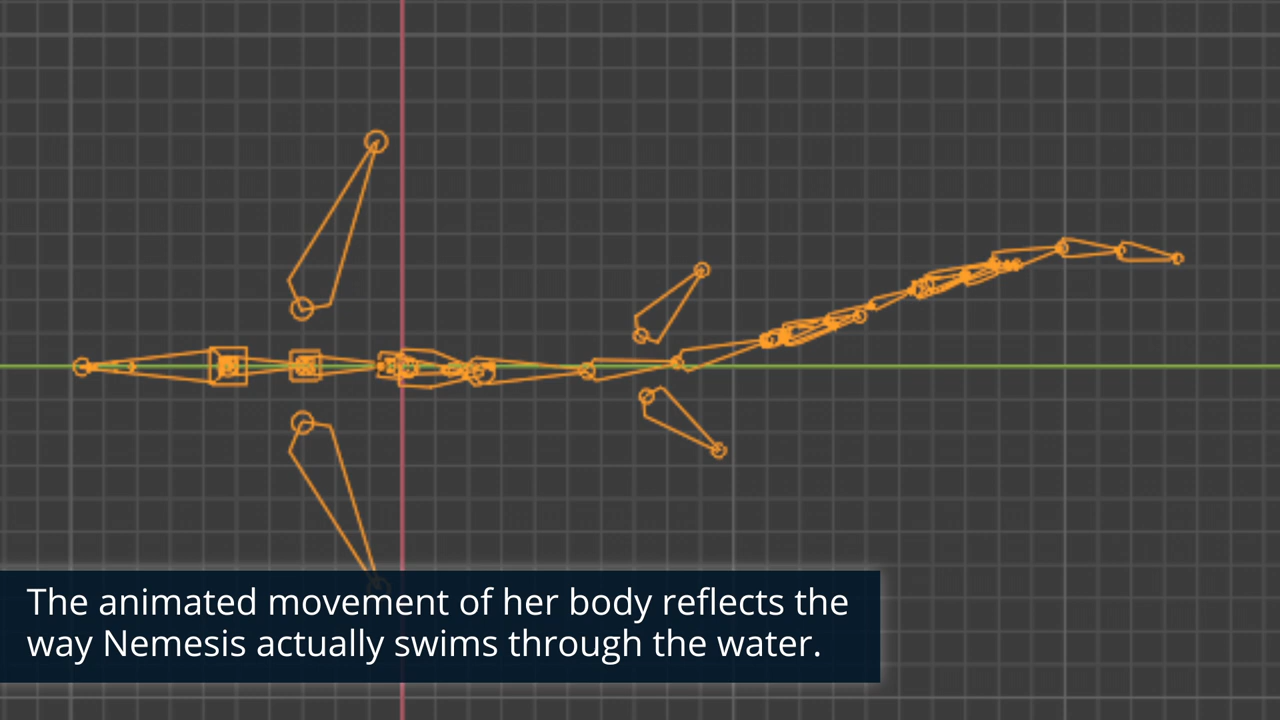 The animated movement of her body reflects the
way Nemesis actually swims through the water.